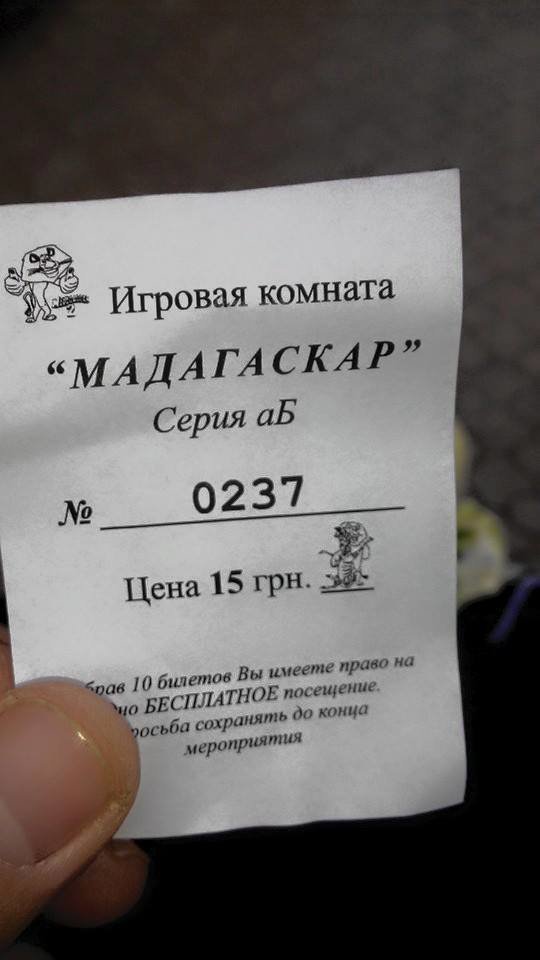 Игровая комната
“МАДАГАСКАР”
Серия аБ
№ 0237
Цена 15 грн.
брав 10 билетов Вы имеете право на
но БЕСПЛАТНОЕ посещение.
росьба сохранять до конца
мероприятия